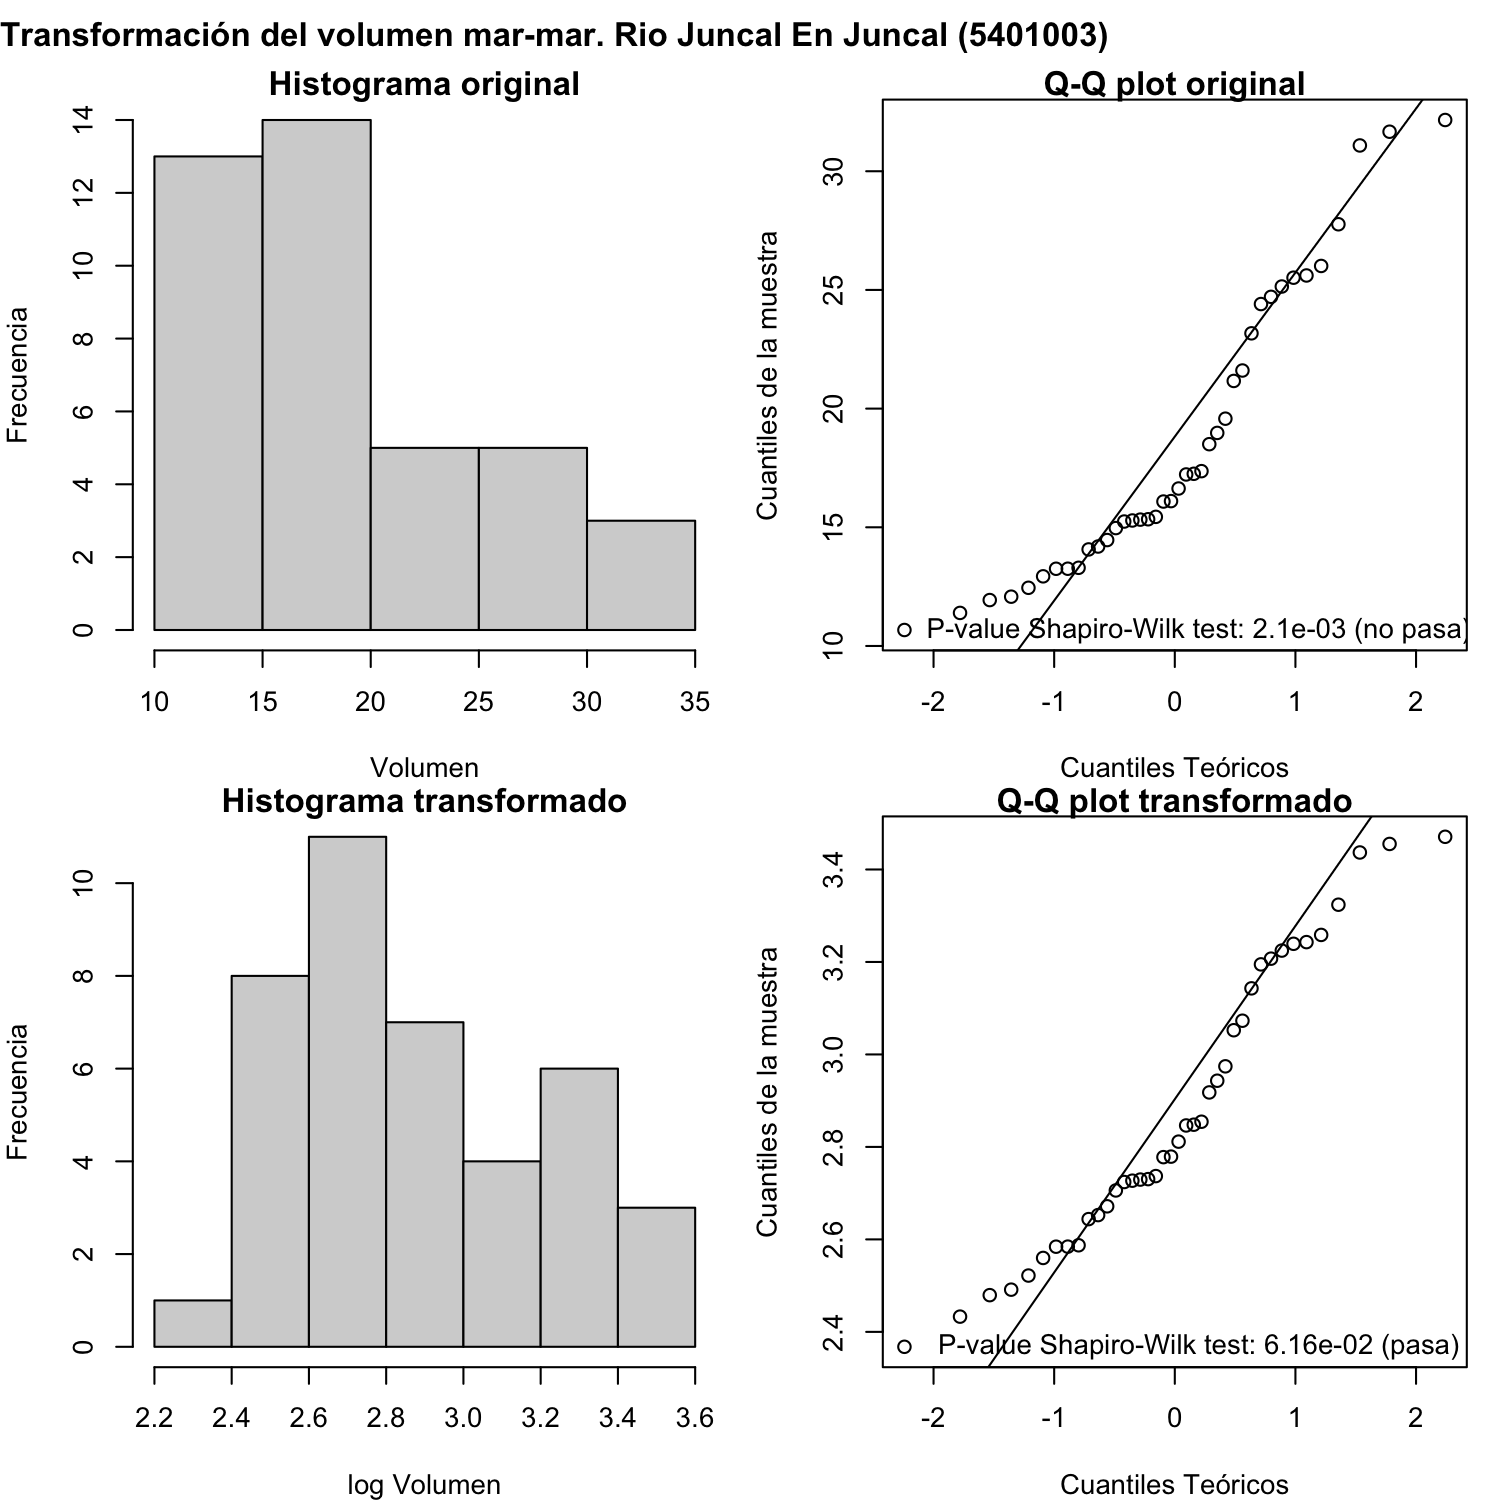 Transformación del volumen mar-mar. Rio Juncal En Juncal (5401003)
Histograma original
Frecuencia
0 2 4 6 8 10 12 14
10 15 20 25 30 35
Volumen
Q-Q plot original
Cuantiles de la muestra
10 15 20 25 30
P-value Shapiro-Wilk test: 2.1e-03 (no pasa)
-2 -1 0 1 2
Cuantiles Teóricos
Histograma transformado
Frecuencia
0 2 4 6 8 10
2.2 2.4 2.6 2.8 3.0 3.2 3.4 3.6
log Volumen
Q-Q plot transformado
Cuantiles de la muestra
2.4 2.6 2.8 3.0 3.2 3.4
P-value Shapiro-Wilk test: 6.16e-02 (pasa)
-2 -1 0 1 2
Cuantiles Teóricos